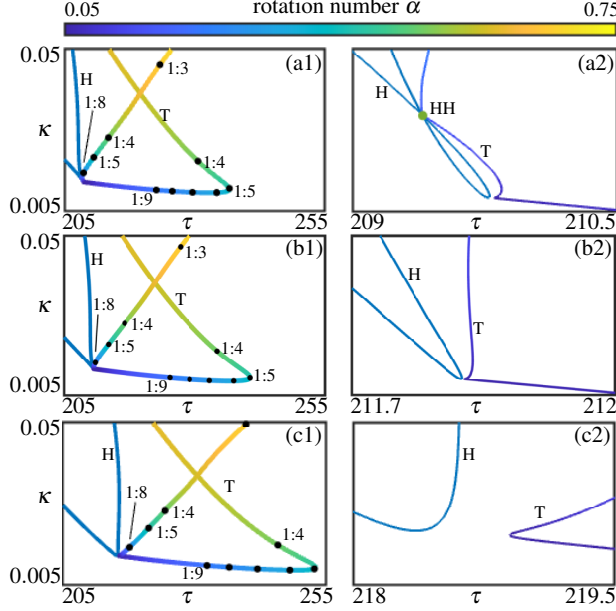 0.05 rotation number α 0.75
0.05 (a1) (a2)
H 1:3 H HH
1:8
κ 1:4 1:4 T
T
1:5 1:5
1:9
0.005
205 τ 255 209 τ 210.5
0.05 (b1) (b2)
H 1:3 H
1:8 T
κ 1:4 T
1:5 1:4
1:9 1:5
0.005
205 τ 255 211.7 τ 212
0.05 (c1) (c2)
H H
T
1:8 T
κ 1:4
1:5 1:4
1:9
0.005
205 τ 255 218 τ 219.5